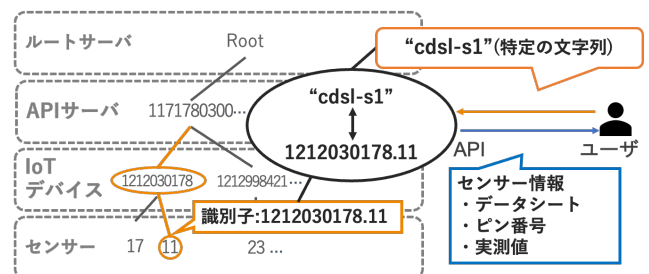 ルートサーバ
Root
“cdsl-s1”(特定の文字列)
APIサーバ
1171780300…
“cdsl-s1”
1212030178.11
API
ユーザ
IoT
デバイス
1212030178
1212998421…
識別子:1212030178.11
センサー
17
11
23 …
センサー情報
・データシート
・ピン番号
・実測値